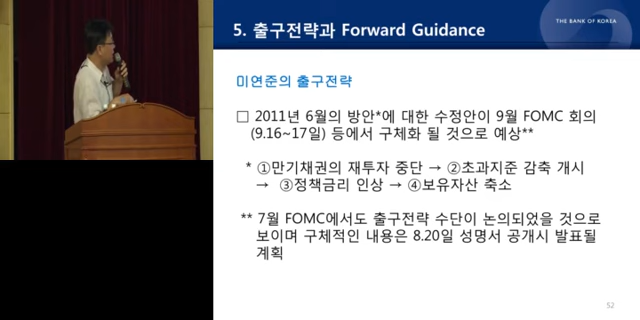 THE BANK OF KOREA
5. 출구전략과 Forward Guidance
미연준의 출구전략
□ 2011년 6월의 방안*에 대한 수정안이 9월 FOMC 회의
(9.16~17일) 등에서 구체화 될 것으로 예상**
* ①만기채권의 재투자 중단 → ②초과지준 감축 개시
→ ③정책금리 인상 → ④보유자산 축소
** 7월 FOMC에서도 출구전략 수단이 논의되었을 것으로
보이며 구체적인 내용은 8.20일 성명서 공개시 발표될
계획
52